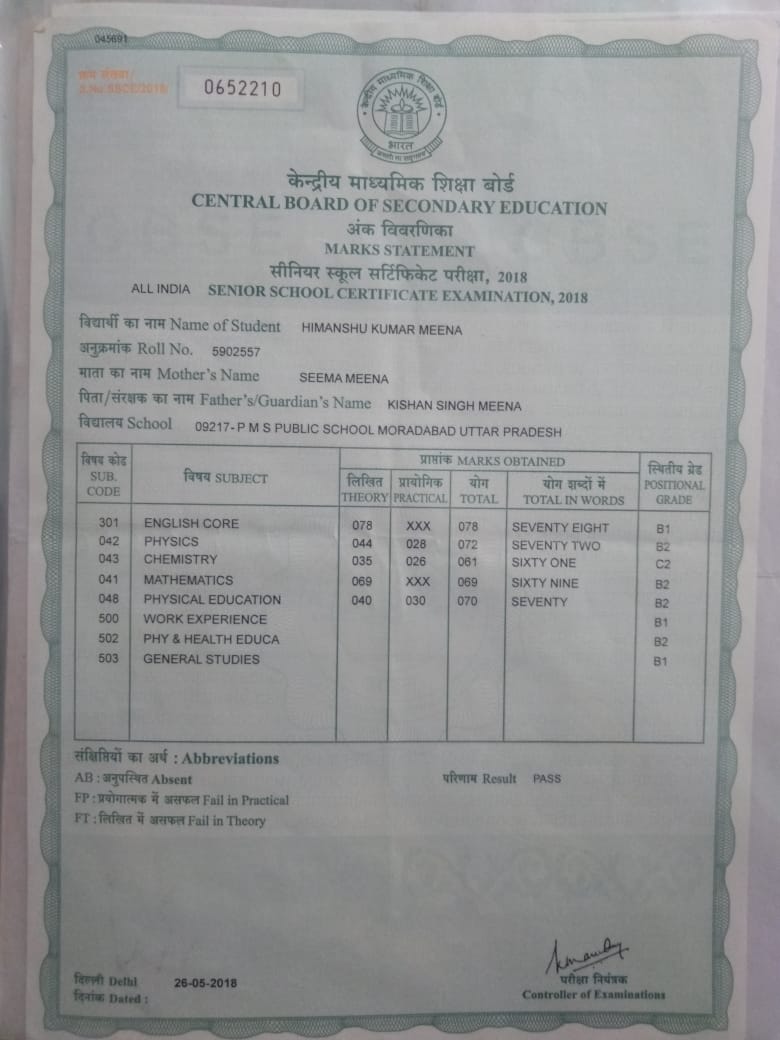 045691
क्रम संख्या/
S.No.SSCE/2018/
0652210
केन्द्रीय माध्यमिक शिक्षा बोर्ड
भारत
असतो मा सद्गमय
केन्द्रीय माध्यमिक शिक्षा बोर्ड
CENTRAL BOARD OF SECONDARY EDUCATION
अंक विवरणिका
MARKS STATEMENT
सीनियर स्कूल सर्टिफिकेट परीक्षा, 2018
ALL INDIA SENIOR SCHOOL CERTIFICATE EXAMINATION, 2018
विद्यार्थी का नाम Name of Student HIMANSHU KUMAR MEENA
अनुक्रमांक Roll No. 5902557
माता का नाम Mother's Name SEEMA MEENA
पिता/संरक्षक का नाम Father's/Guardian's Name KISHAN SINGH MEENA
विद्यालय School 09217-P M S PUBLIC SCHOOL MORADABAD UTTAR PRADESH
विषय कोड SUB. CODE
विषय SUBJECT
प्राप्तांक MARKS OBTAINED
लिखित THEORY
प्रायोगिक PRACTICAL
योग TOTAL
योग शब्दों में TOTAL IN WORDS
स्थितीय ग्रेड POSITIONAL GRADE
301 ENGLISH CORE 078 XXX 078 SEVENTY EIGHT B1
042 PHYSICS 044 028 072 SEVENTY TWO B2
043 CHEMISTRY 035 026 061 SIXTY ONE C2
041 MATHEMATICS 069 XXX 069 SIXTY NINE B2
048 PHYSICAL EDUCATION 040 030 070 SEVENTY B2
500 WORK EXPERIENCE B1
502 PHY & HEALTH EDUCA B2
503 GENERAL STUDIES B1
संक्षिप्तियों का अर्थ : Abbreviations
AB : अनुपस्थित Absent
परिणाम Result PASS
FP : प्रयोगात्मक में असफल Fail in Practical
FT : लिखित में असफल Fail in Theory
दिल्ली Delhi
दिनांक Dated : 26-05-2018
परीक्षा नियंत्रक
Controller of Examinations